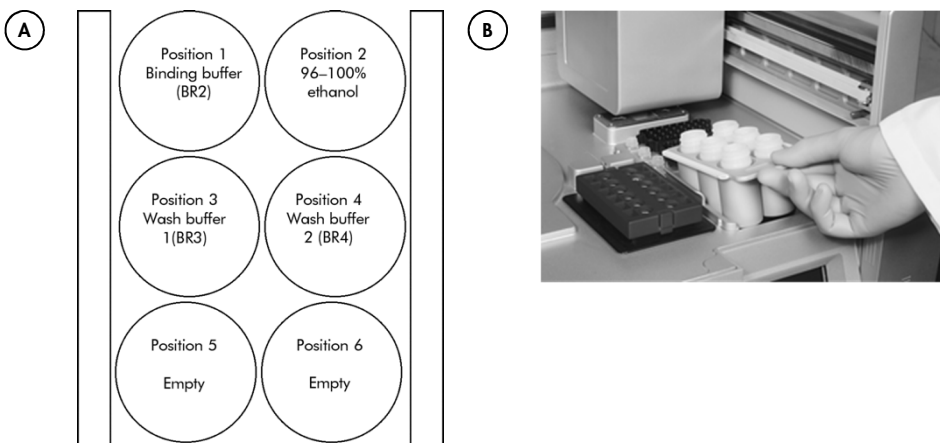 A
Position 1
Binding buffer
(BR2)
Position 2
96–100%
ethanol
Position 3
Wash buffer
1(BR3)
Position 4
Wash buffer
2 (BR4)
Position 5
Empty
Position 6
Empty
B